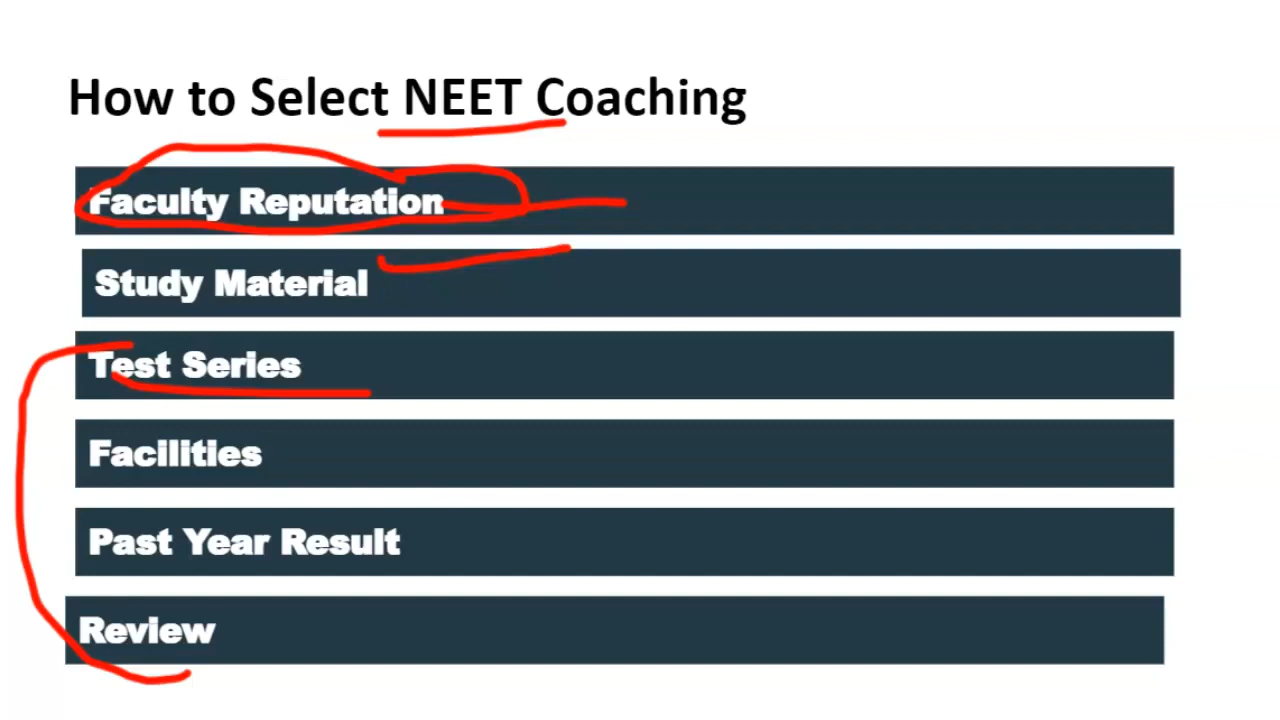 How to Select NEET Coaching
Faculty Reputation
Study Material
Test Series
Facilities
Past Year Result
Review